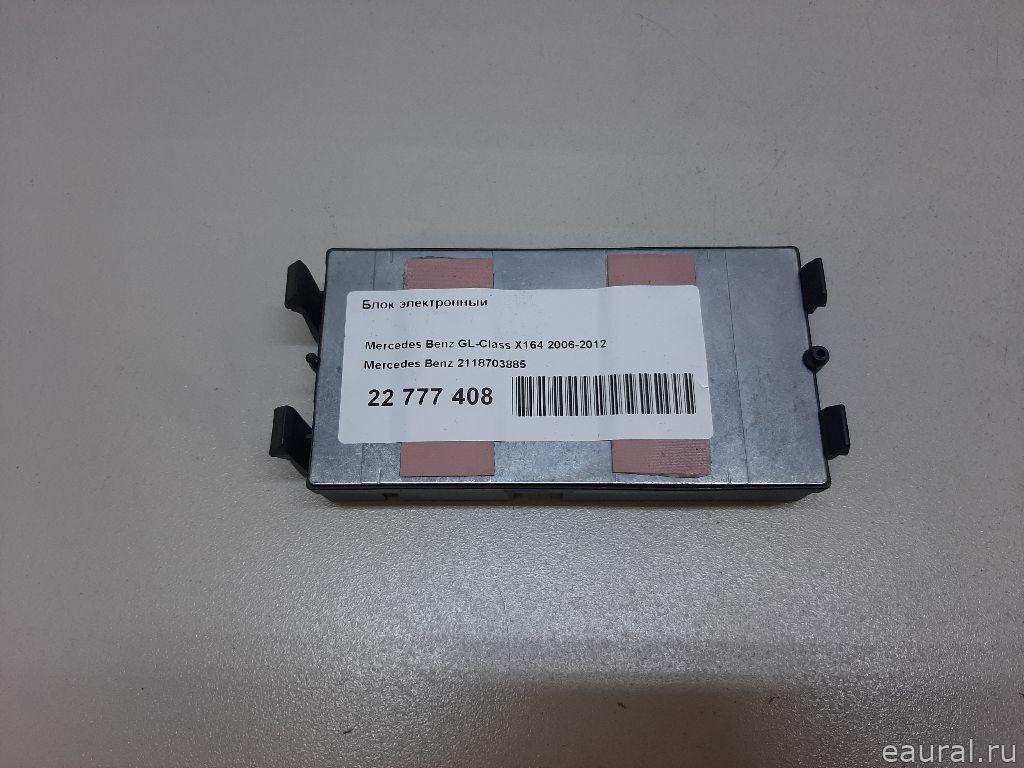 Блок электронный
Mercedes Benz GL-Class X164 2006-2012
Mercedes Benz 2118703885
22 777 408
eaural.ru